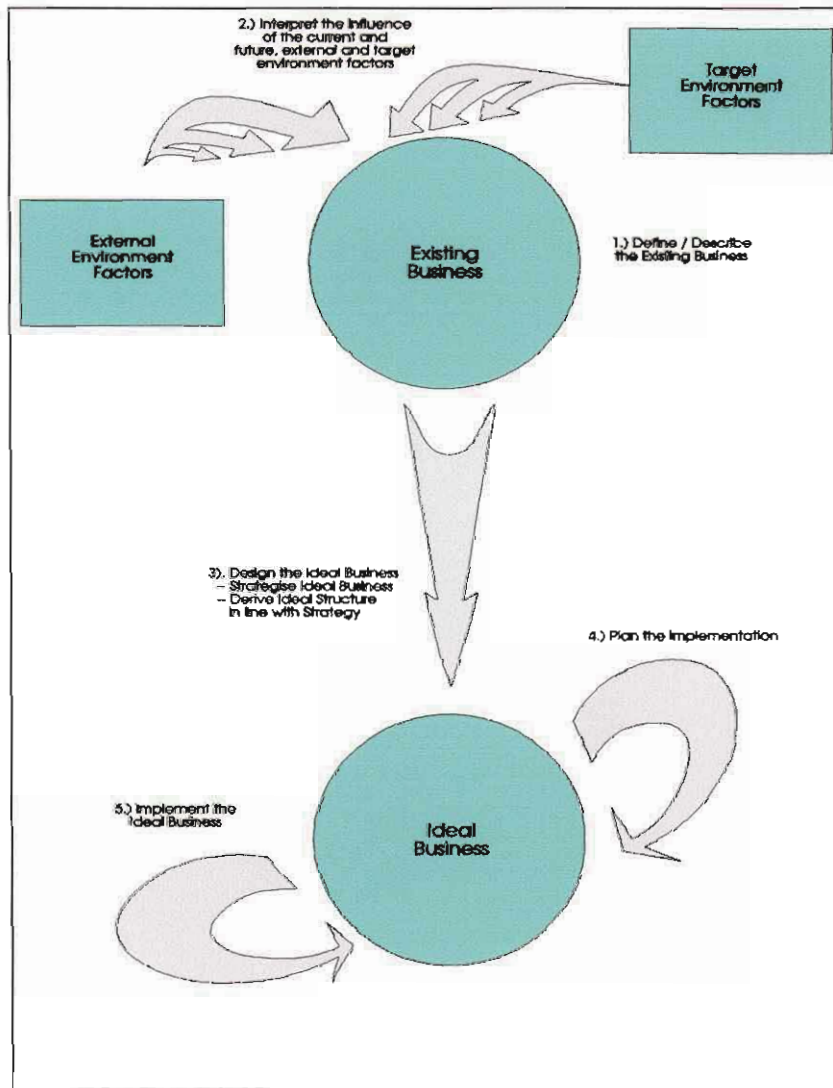 2.) Interpret the Influence
of the current and
future, external and target
environment factors
Target
Environment
Factors
External
Environment
Factors
Existing
Business
1.) Define / Describe
the Existing Business
3). Design the Ideal Business
– Strategise Ideal Business
– Derive Ideal Structure
in line with Strategy
4.) Plan the Implementation
5.) Implement the
Ideal Business
Ideal
Business